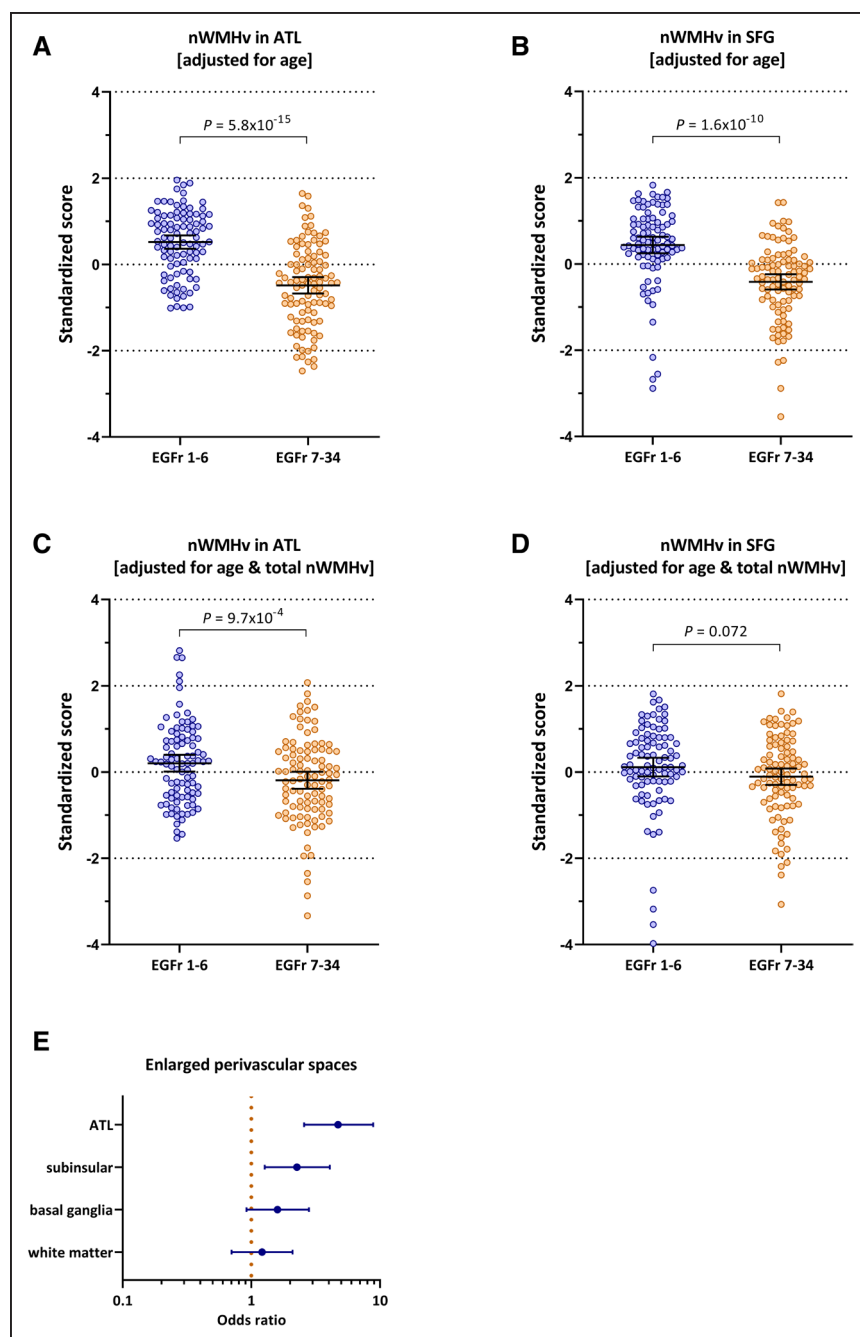 A
nWMHv in ATL
[adjusted for age]
P = 5.8x10⁻¹⁵
Standardized score
4
2
0
-2
-4
EGFr 1-6
EGFr 7-34
B
nWMHv in SFG
[adjusted for age]
P = 1.6x10⁻¹⁰
Standardized score
4
2
0
-2
-4
EGFr 1-6
EGFr 7-34
C
nWMHv in ATL
[adjusted for age & total nWMHv]
P = 9.7x10⁻⁴
Standardized score
4
2
0
-2
-4
EGFr 1-6
EGFr 7-34
D
nWMHv in SFG
[adjusted for age & total nWMHv]
P = 0.072
Standardized score
4
2
0
-2
-4
EGFr 1-6
EGFr 7-34
E
Enlarged perivascular spaces
ATL
subinsular
basal ganglia
white matter
0.1
1
10
Odds ratio